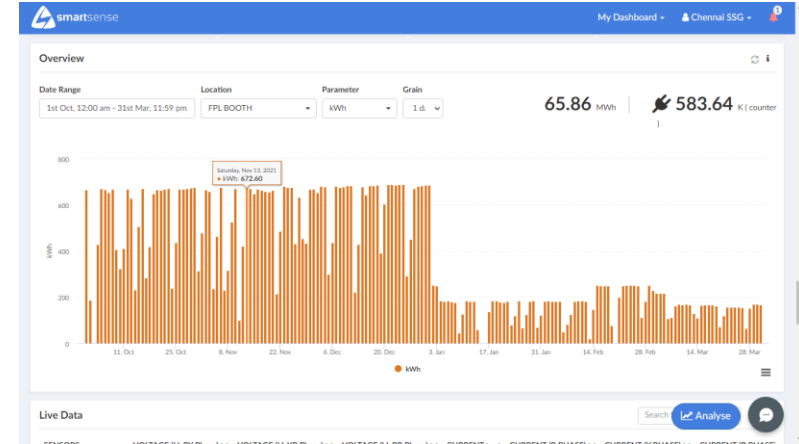 smartsense
My Dashboard
Chennai SSG
1
Overview
i
Date Range
Location
Parameter
Grain
1st Oct, 12:00 am - 31st Mar, 11:59 pm
FPL BOOTH
kWh
1 d
65.86 MWh
583.64 K ( counter
)
800
600
400
200
0
kWh
Saturday, Nov 13, 2021
kWh: 672.60
11. Oct
25. Oct
8. Nov
22. Nov
6. Dec
20. Dec
3. Jan
17. Jan
31. Jan
14. Feb
28. Feb
14. Mar
28. Mar
kWh
Live Data
Search
Analyse
SENSORS